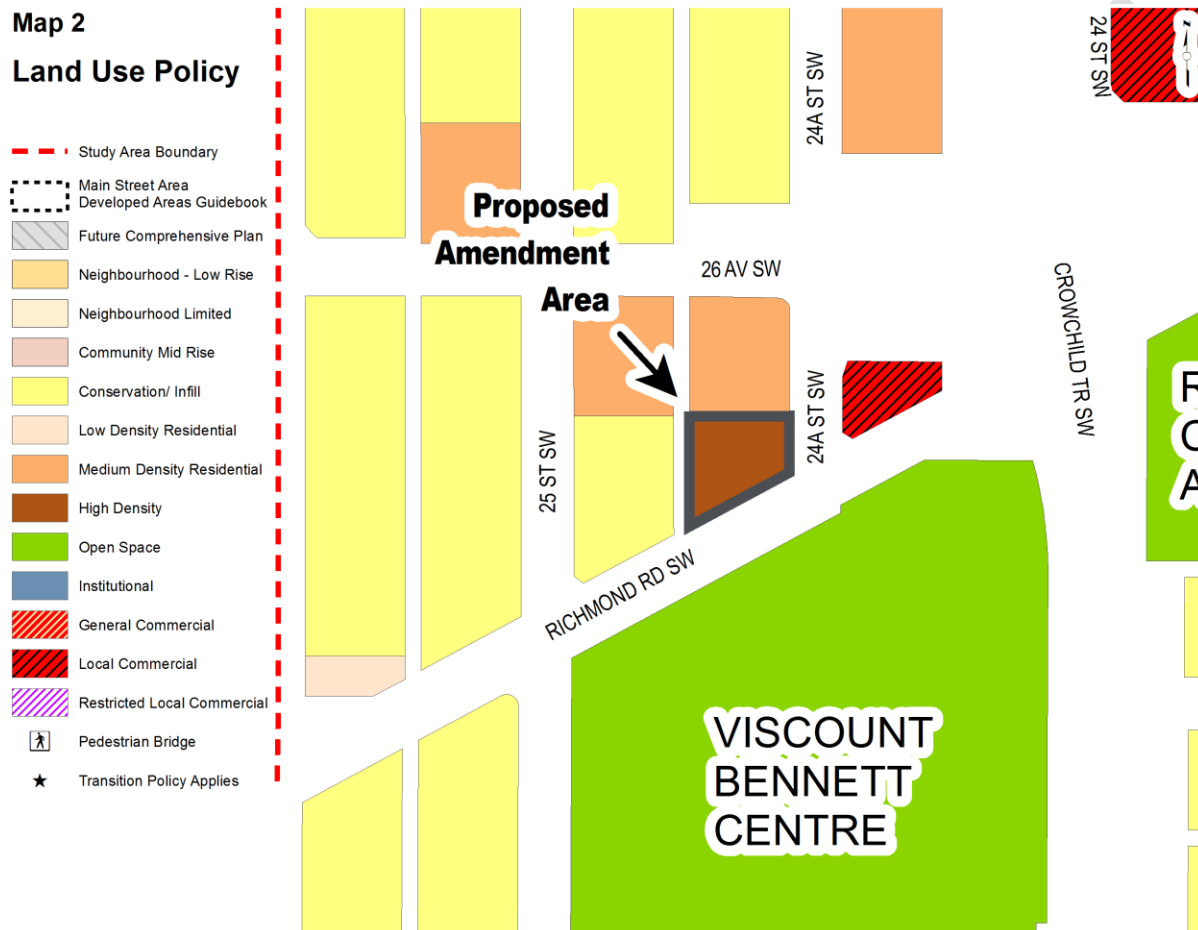 Map 2
Land Use Policy
Study Area Boundary
Main Street Area
Developed Areas Guidebook
Future Comprehensive Plan
Neighbourhood - Low Rise
Neighbourhood Limited
Community Mid Rise
Conservation/ Infill
Low Density Residential
Medium Density Residential
High Density
Open Space
Institutional
General Commercial
Local Commercial
Restricted Local Commercial
Pedestrian Bridge
Transition Policy Applies
24A ST SW
24 ST SW
Proposed
Amendment
Area
26 AV SW
CROWCHILD TR SW
25 ST SW
24A ST SW
RICHMOND RD SW
VISCOUNT
BENNETT
CENTRE